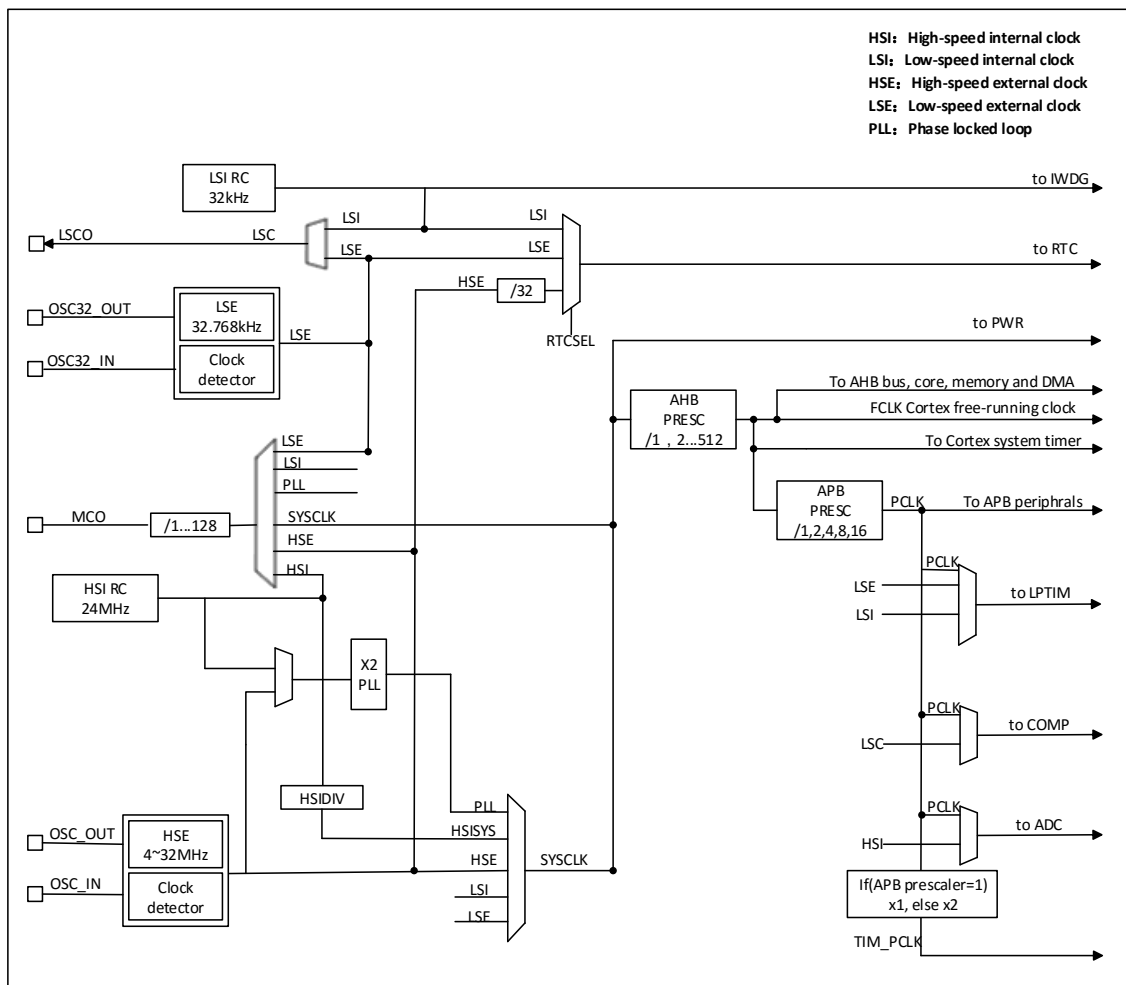 HSI： High-speed internal clock
LSI： Low-speed internal clock
HSE： High-speed external clock
LSE： Low-speed external clock
PLL： Phase locked loop
LSI RC
32kHz
to IWDG
LSI
LSI
LSCO
LSC
LSE
LSE
to RTC
HSE
/32
OSC32_OUT
LSE
32.768kHz
LSE
RTCSEL
to PWR
OSC32_IN
Clock
detector
To AHB bus, core, memory and DMA
AHB
PRESC
/1 , 2...512
FCLK Cortex free-running clock
To Cortex system timer
LSE
LSI
PLL
APB
PRESC
/1,2,4,8,16
PCLK
To APB periphrals
MCO
/1...128
SYSCLK
HSE
HSI
HSI RC
24MHz
PCLK
LSE
LSI
to LPTIM
X2
PLL
PCLK
LSC
to COMP
HSIDIV
PLL
HSISYS
HSE
LSI
LSE
SYSCLK
PCLK
HSI
to ADC
OSC_OUT
HSE
4~32MHz
OSC_IN
Clock
detector
If(APB prescaler=1)
x1, else x2
TIM_PCLK